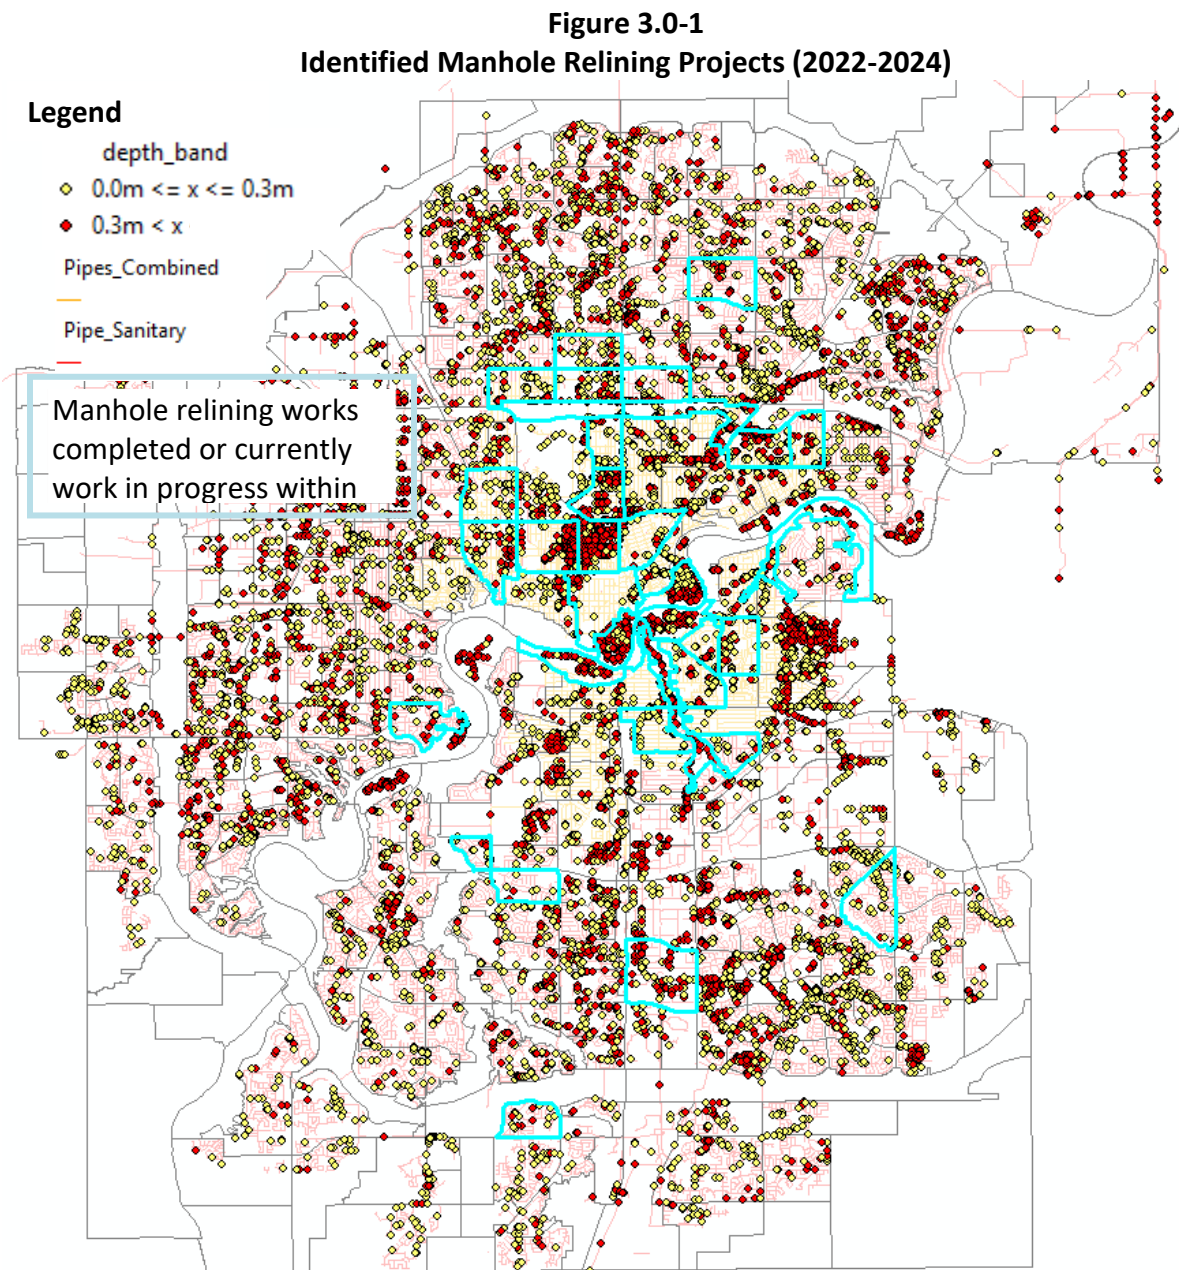 Figure 3.0-1
Identified Manhole Relining Projects (2022-2024)
Legend
depth_band
0.0m <= x <= 0.3m
0.3m < x
Pipes_Combined
Pipe_Sanitary
Manhole relining works
completed or currently
work in progress within